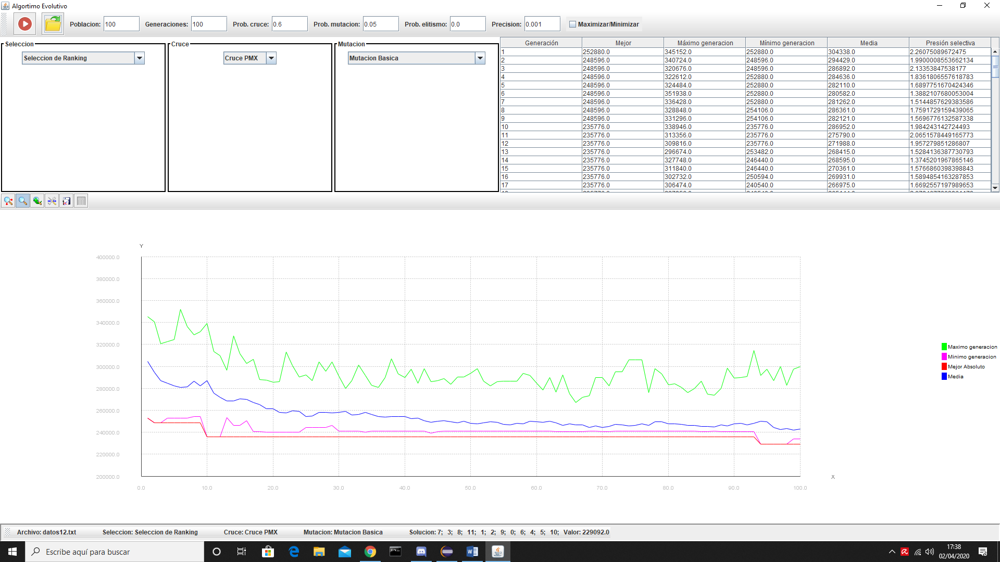 Algortimo Evolutivo
Poblacion: 100 Generaciones: 100 Prob. cruce: 0.6 Prob. mutacion: 0.05 Prob. elitismo: 0.0 Precision: 0.001 Maximizar/Minimizar
Seleccion Cruce Mutacion
Seleccion de Ranking Cruce PMX Mutacion Basica
Generación Mejor Máximo generacion Mínimo generacion Media Presión selectiva
1 252880.0 345152.0 252880.0 304338.0 2.26075089672475
2 248596.0 340724.0 248596.0 294429.0 1.9900008553662134
3 248596.0 320676.0 248596.0 286892.0 2.13353847538177
4 248596.0 322612.0 252880.0 284636.0 1.8361806557618783
5 248596.0 324484.0 252880.0 282110.0 1.6897751670424346
6 248596.0 351938.0 252880.0 280582.0 1.3882107680053004
7 248596.0 336428.0 252880.0 281262.0 1.5144857629383586
8 248596.0 328848.0 254106.0 286361.0 1.7591729159439065
9 248596.0 331296.0 254106.0 282121.0 1.5696776132587338
10 235776.0 338946.0 235776.0 286952.0 1.984243142724493
11 235776.0 313356.0 235776.0 275790.0 2.0651578449165773
12 235776.0 309816.0 235776.0 271988.0 1.957279851286807
13 235776.0 296674.0 253482.0 268415.0 1.5284136387730793
14 235776.0 327748.0 246440.0 268595.0 1.3745201967865146
15 235776.0 311840.0 246440.0 270361.0 1.5766860398398843
16 235776.0 302732.0 250594.0 269931.0 1.5894854163287853
17 235776.0 306474.0 240540.0 266975.0 1.6692557197989653
Y
400000.0
380000.0
360000.0
340000.0
320000.0
300000.0
280000.0
260000.0
240000.0
220000.0
200000.0
X
0.0 10.0 20.0 30.0 40.0 50.0 60.0 70.0 80.0 90.0 100.0
Maximo generacion
Minimo generacion
Mejor Absoluto
Media
Archivo: datos12.txt Seleccion: Seleccion de Ranking Cruce: Cruce PMX Mutacion: Mutacion Basica Solucion: 7; 3; 8; 11; 1; 2; 9; 0; 6; 4; 5; 10; Valor: 229092.0
Escribe aquí para buscar
17:38
02/04/2020